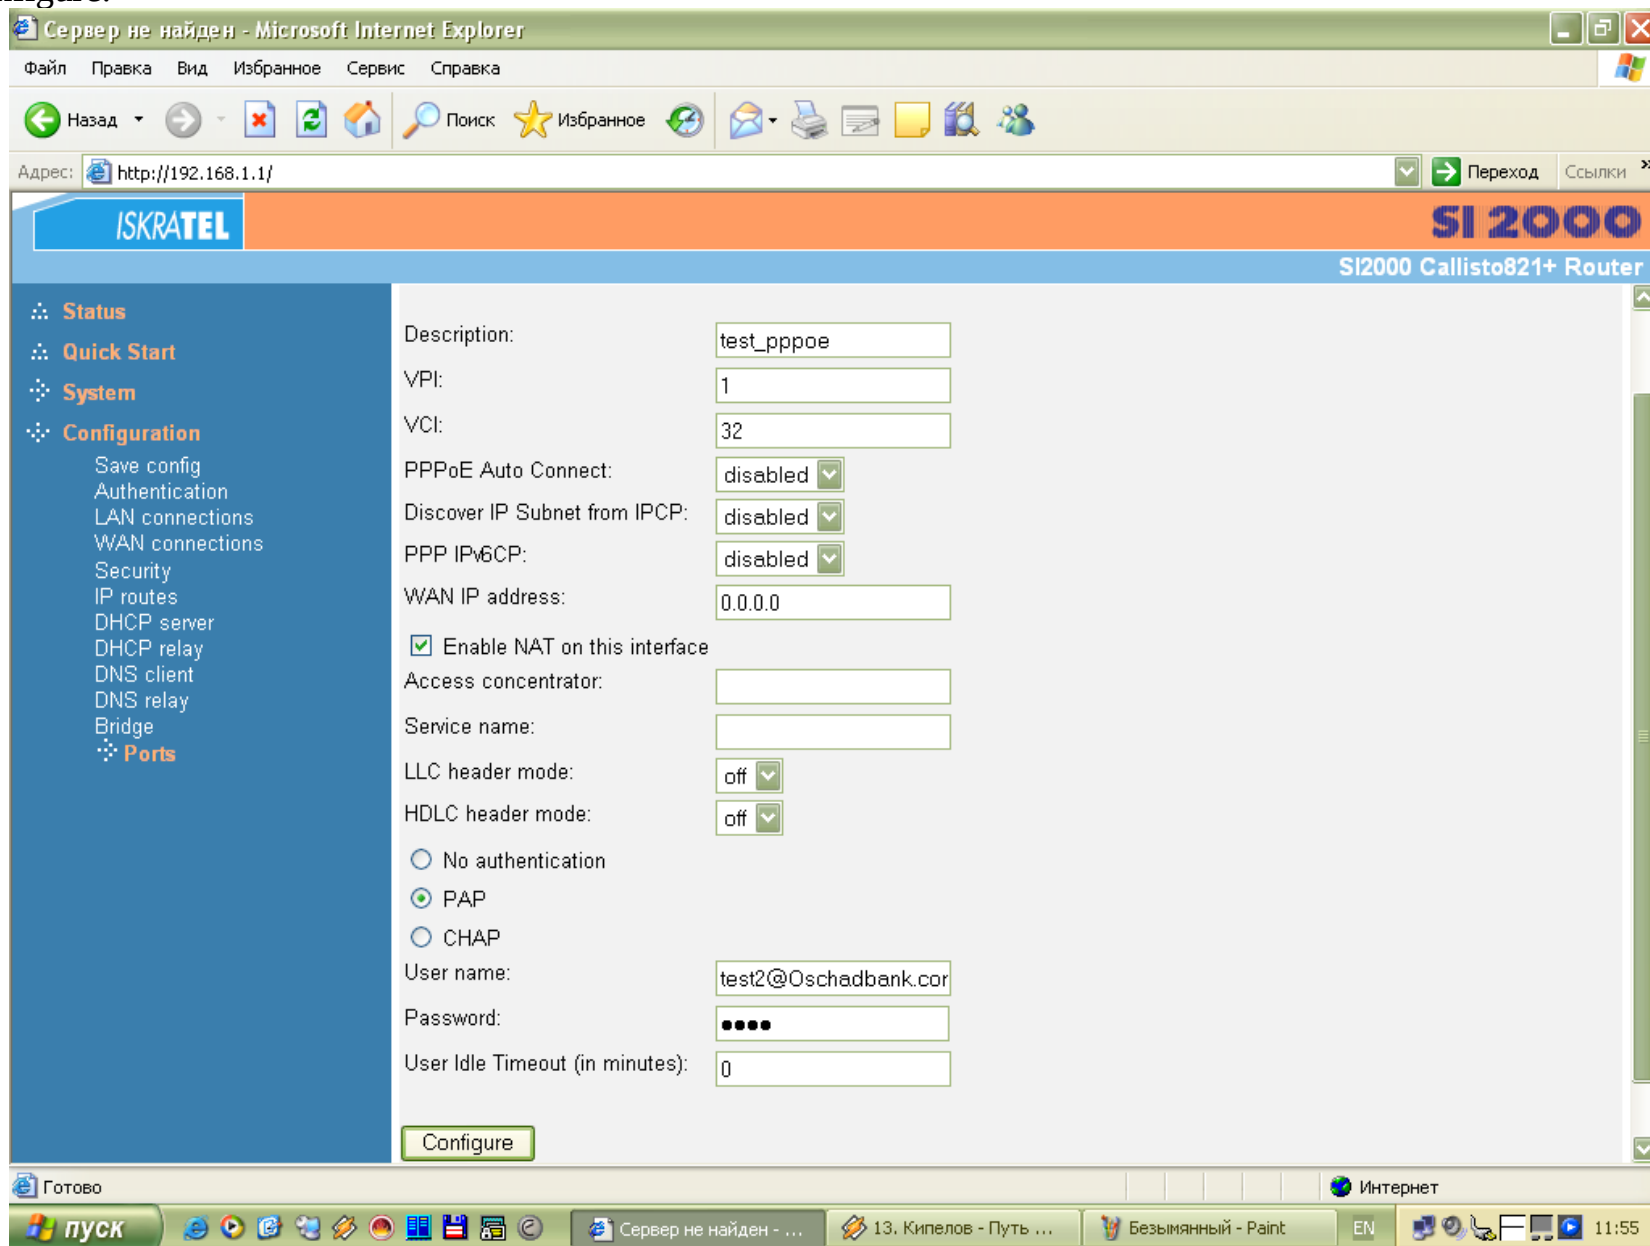 Сервер не найден - Microsoft Internet Explorer
Файл Правка Вид Избранное Сервис Справка
Назад Поиск Избранное
Адрес: http://192.168.1.1/ Переход Ссылки »
ISKRATEL SI 2000
SI2000 Callisto821+ Router
Status
Quick Start
System
Configuration
Save config
Authentication
LAN connections
WAN connections
Security
IP routes
DHCP server
DHCP relay
DNS client
DNS relay
Bridge
Ports
Description: test_pppoe
VPI: 1
VCI: 32
PPPoE Auto Connect: disabled
Discover IP Subnet from IPCP: disabled
PPP IPv6CP: disabled
WAN IP address: 0.0.0.0
Enable NAT on this interface
Access concentrator:
Service name:
LLC header mode: off
HDLC header mode: off
No authentication
PAP
CHAP
User name: test2@Oschadbank.cor
Password: ●●●●
User Idle Timeout (in minutes): 0
Configure
Готово Интернет
пуск Сервер не найден - ... 13. Кипелов - Путь ... Безымянный - Paint EN 11:55